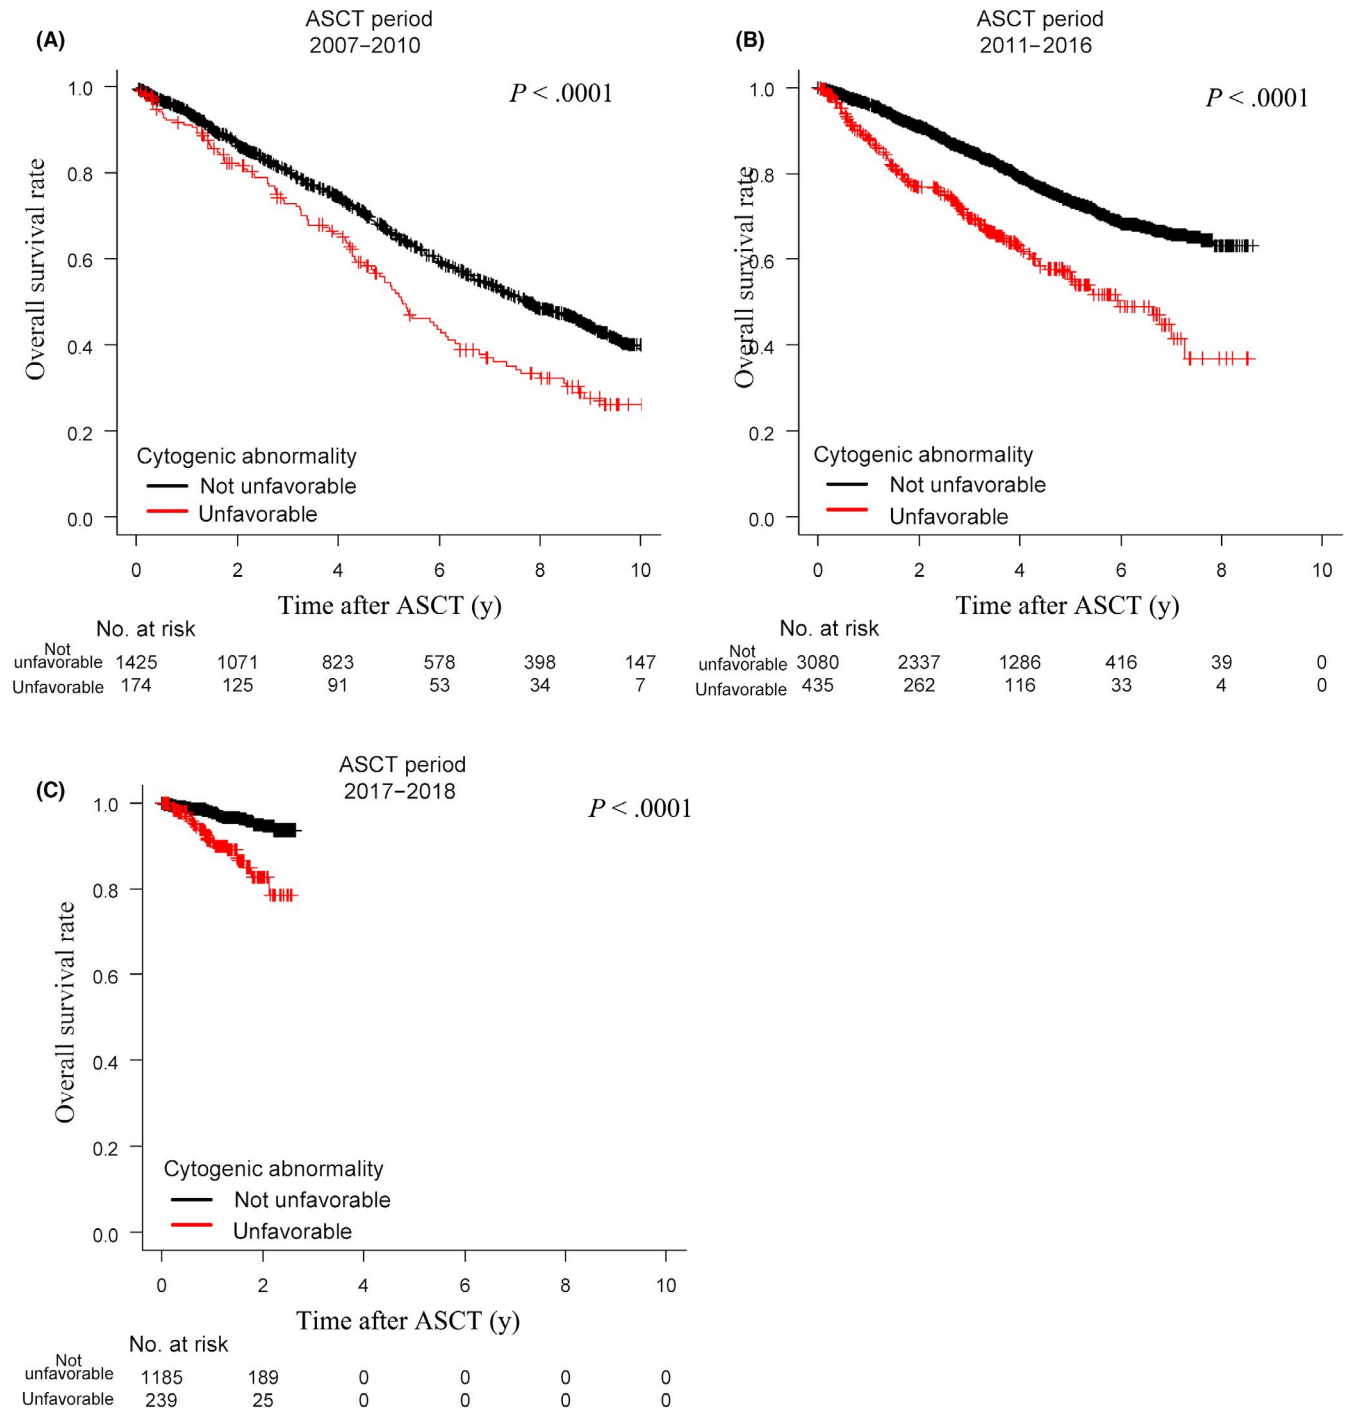 (A)
ASCT period
2007–2010
P < .0001
Overall survival rate
1.0
0.8
0.6
0.4
0.2
0.0
Cytogenic abnormality
Not unfavorable
Unfavorable
0 2 4 6 8 10
Time after ASCT (y)
No. at risk
Not
unfavorable 1425 1071 823 578 398 147
Unfavorable 174 125 91 53 34 7
(B)
ASCT period
2011–2016
P < .0001
Overall survival rate
1.0
0.8
0.6
0.4
0.2
0.0
Cytogenic abnormality
Not unfavorable
Unfavorable
0 2 4 6 8 10
Time after ASCT (y)
No. at risk
Not
unfavorable 3080 2337 1286 416 39 0
Unfavorable 435 262 116 33 4 0
(C)
ASCT period
2017–2018
P < .0001
Overall survival rate
1.0
0.8
0.6
0.4
0.2
0.0
Cytogenic abnormality
Not unfavorable
Unfavorable
0 2 4 6 8 10
Time after ASCT (y)
No. at risk
Not
unfavorable 1185 189 0 0 0 0
Unfavorable 239 25 0 0 0 0